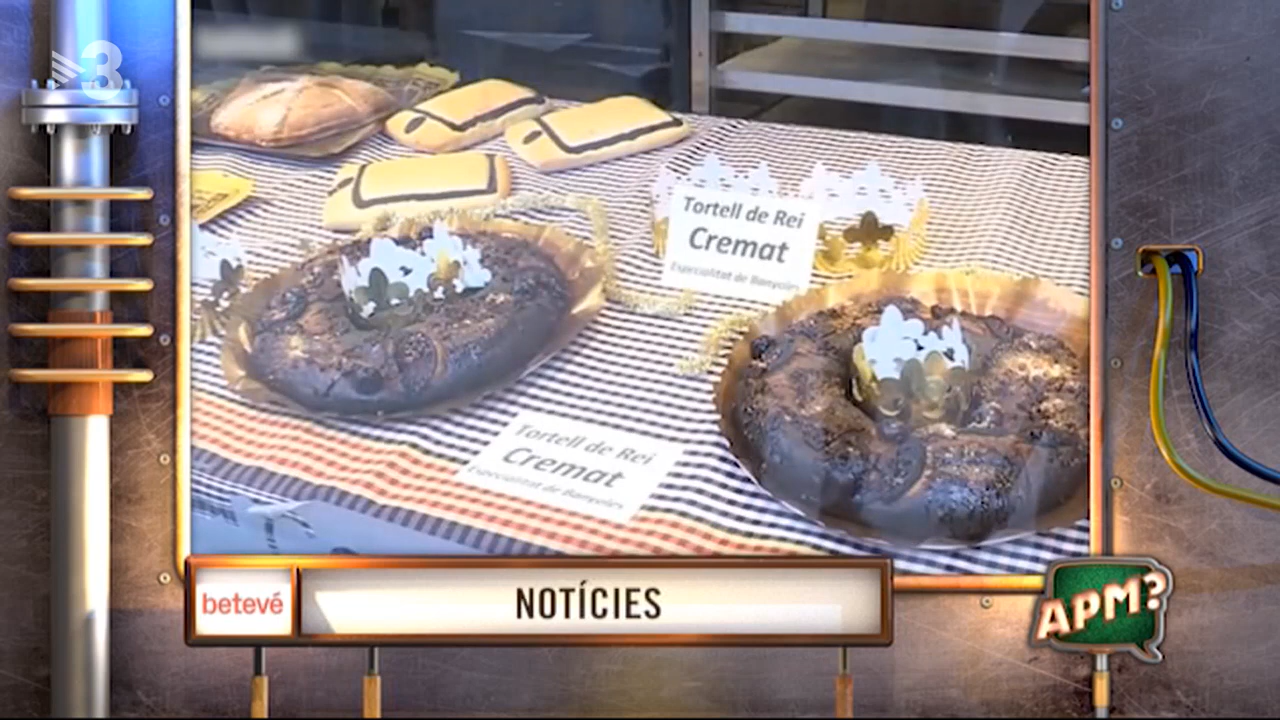 3
Tortell de Rei
Cremat
Especialitat de Banyoles
Tortell de Rei
Cremat
Especialitat de Banyoles
betevé
NOTÍCIES
APM?